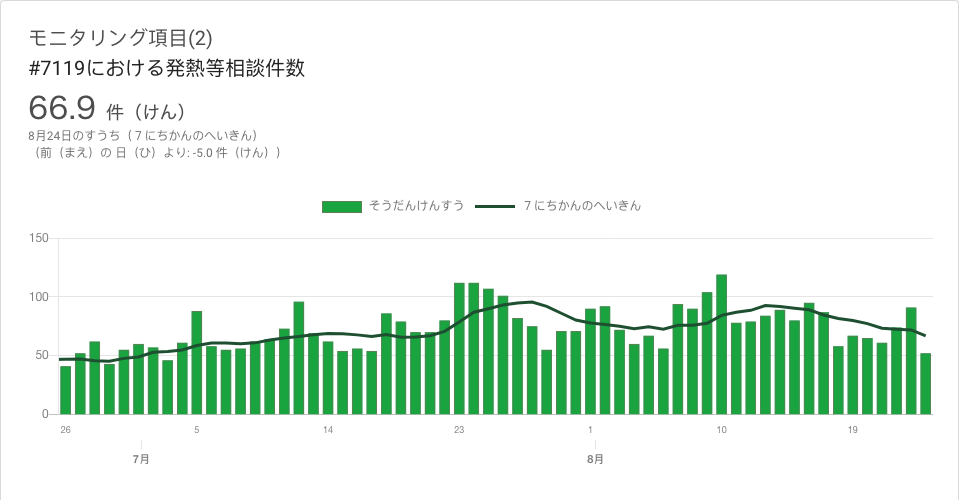 モニタリング項目(2)
#7119における発熱等相談件数
66.9 件（けん）
8月24日のすうち（７にちかんのへいきん）
（前（まえ）の 日（ひ）より: -5.0 件（けん））
そうだんけんすう ７にちかんのへいきん
150
100
50
0
26 5 14 23 1 10 19
7月 8月